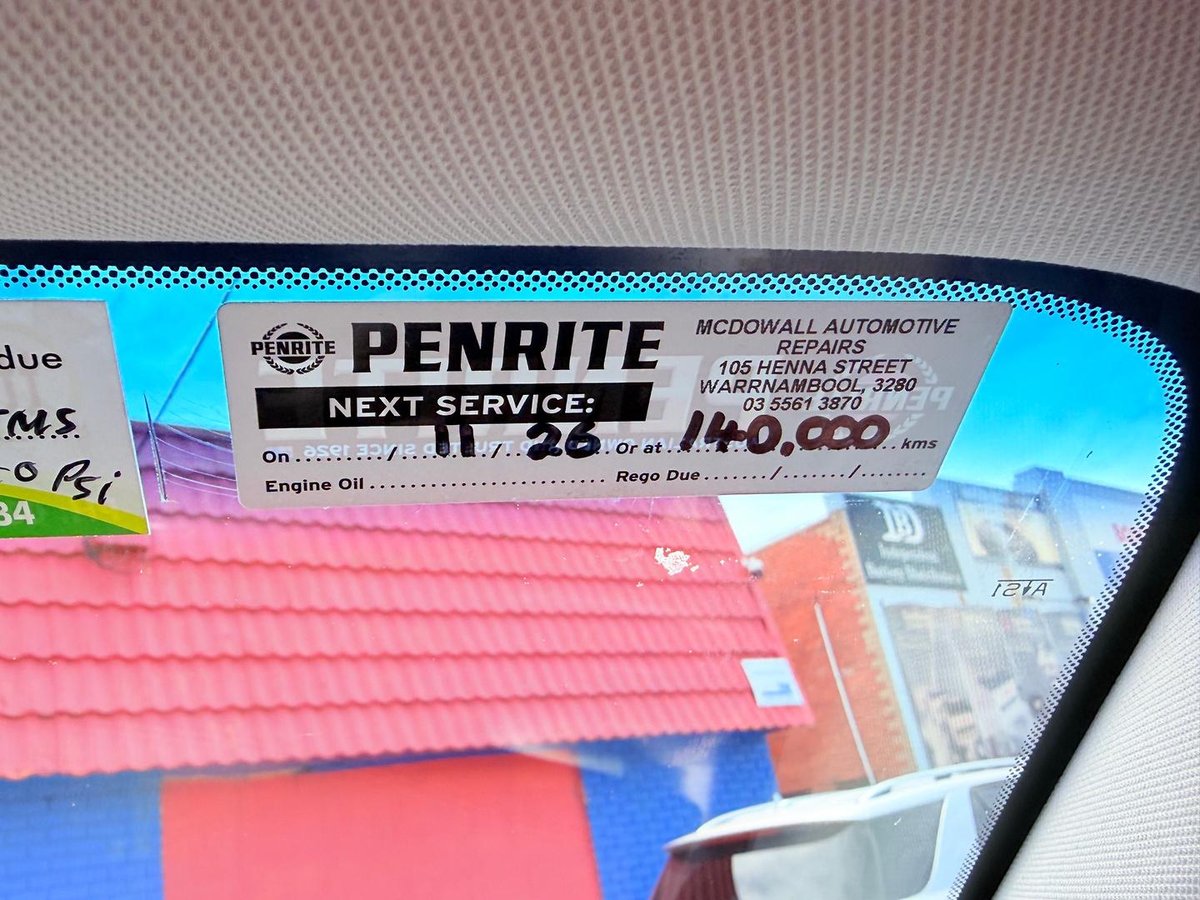 due
TMS
PSi
34
PENRITE
PENRITE
NEXT SERVICE:
MCDOWALL AUTOMOTIVE
REPAIRS
105 HENNA STREET
WARRNAMBOOL, 3280
03 5561 3870
On ........../...11.../...26... Or at ...140,000... kms
Engine Oil ........................ Rego Due ......./......./.......